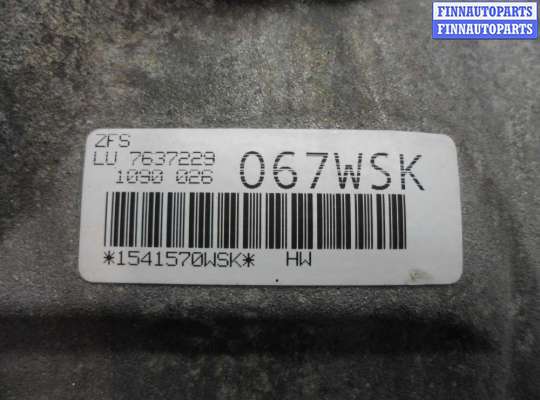 FINNAUTOPARTS
FINNAUTOPARTS
ZFS
LU 7637229
1090 026
067WSK
*1541570WSK* HW